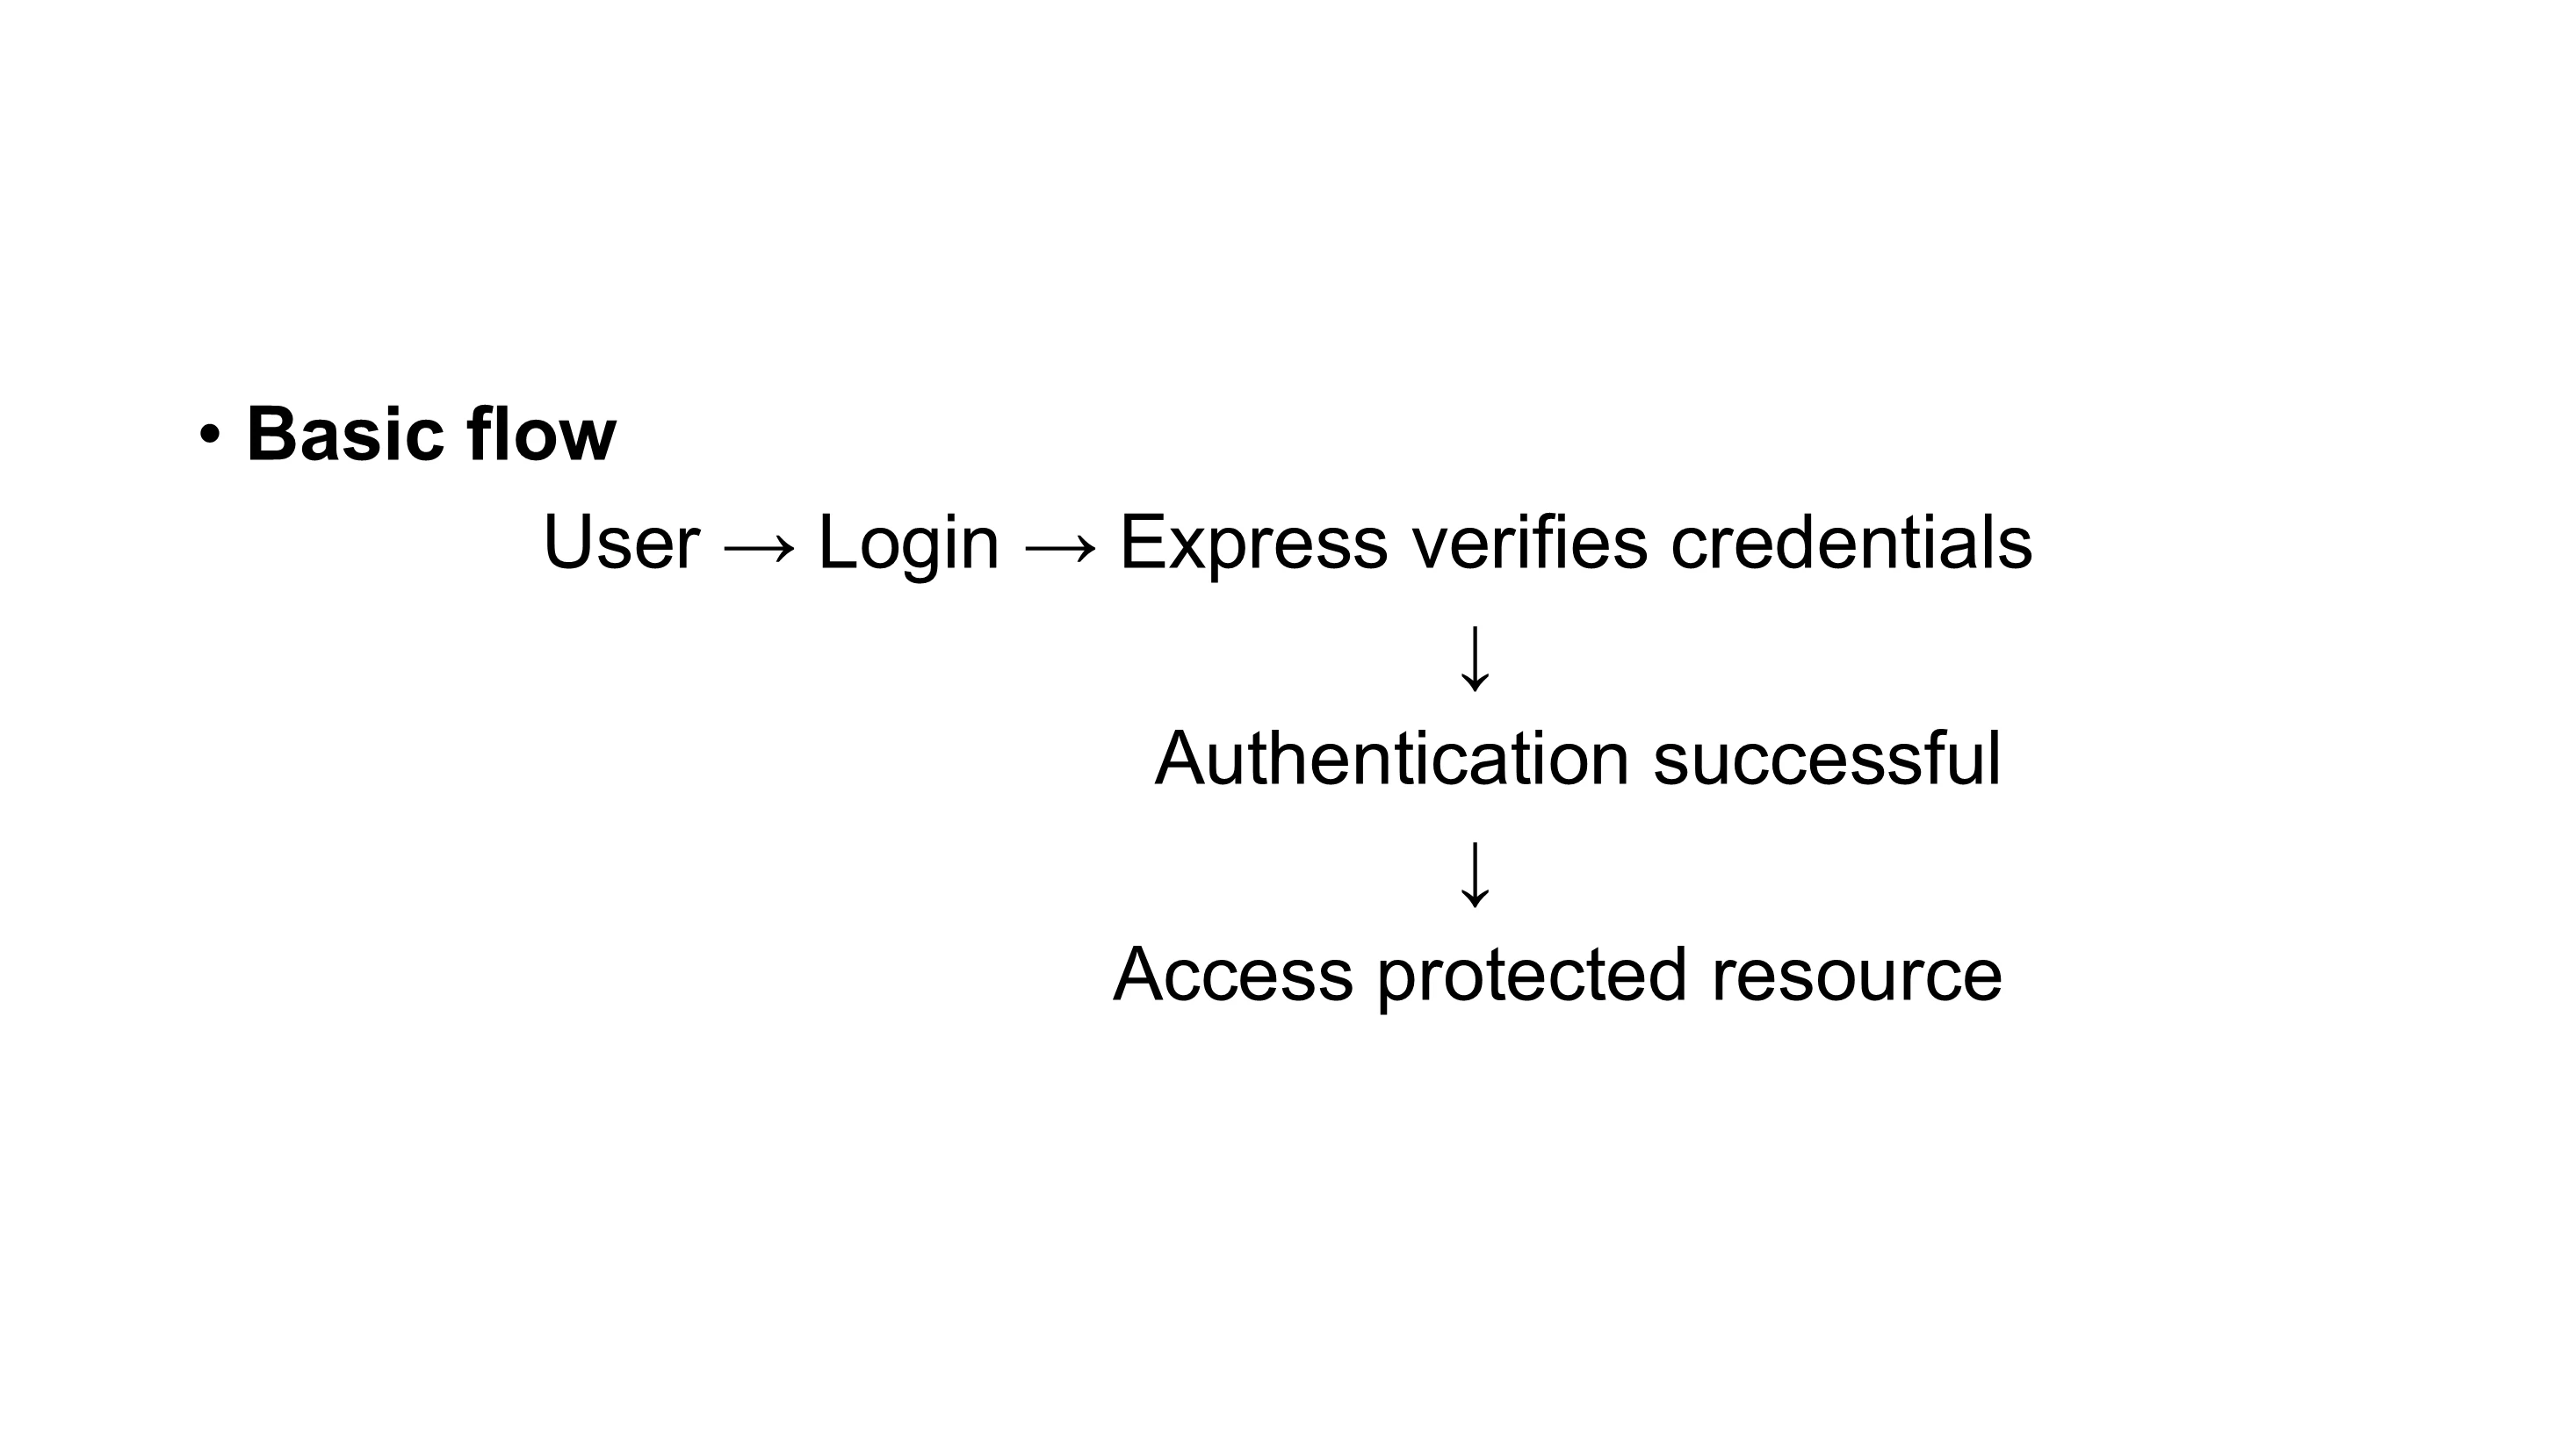 • Basic flow
User → Login → Express verifies credentials
↓
Authentication successful
↓
Access protected resource